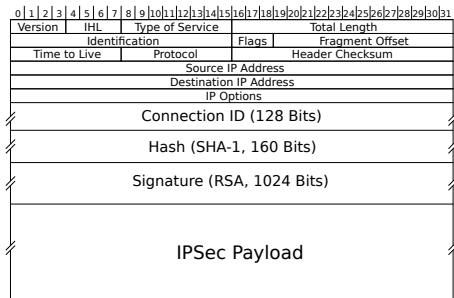 0 1 2 3 4 5 6 7 8 9 10 11 12 13 14 15 16 17 18 19 20 21 22 23 24 25 26 27 28 29 30 31
Version IHL Type of Service Total Length
Identification Flags Fragment Offset
Time to Live Protocol Header Checksum
Source IP Address
Destination IP Address
IP Options
Connection ID (128 Bits)
Hash (SHA-1, 160 Bits)
Signature (RSA, 1024 Bits)
IPSec Payload